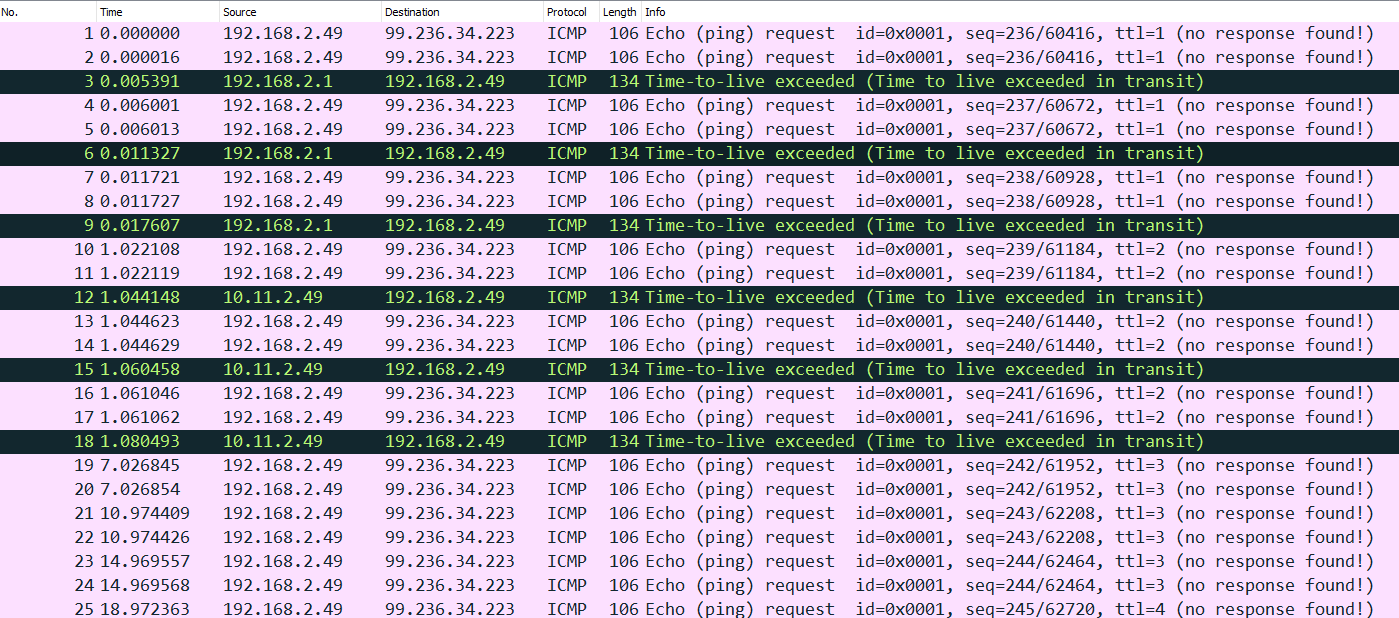 No. Time Source Destination Protocol Length Info
1 0.000000 192.168.2.49 99.236.34.223 ICMP 106 Echo (ping) request id=0x0001, seq=236/60416, ttl=1 (no response found!)
2 0.000016 192.168.2.49 99.236.34.223 ICMP 106 Echo (ping) request id=0x0001, seq=236/60416, ttl=1 (no response found!)
3 0.005391 192.168.2.1 192.168.2.49 ICMP 134 Time-to-live exceeded (Time to live exceeded in transit)
4 0.006001 192.168.2.49 99.236.34.223 ICMP 106 Echo (ping) request id=0x0001, seq=237/60672, ttl=1 (no response found!)
5 0.006013 192.168.2.49 99.236.34.223 ICMP 106 Echo (ping) request id=0x0001, seq=237/60672, ttl=1 (no response found!)
6 0.011327 192.168.2.1 192.168.2.49 ICMP 134 Time-to-live exceeded (Time to live exceeded in transit)
7 0.011721 192.168.2.49 99.236.34.223 ICMP 106 Echo (ping) request id=0x0001, seq=238/60928, ttl=1 (no response found!)
8 0.011727 192.168.2.49 99.236.34.223 ICMP 106 Echo (ping) request id=0x0001, seq=238/60928, ttl=1 (no response found!)
9 0.017607 192.168.2.1 192.168.2.49 ICMP 134 Time-to-live exceeded (Time to live exceeded in transit)
10 1.022108 192.168.2.49 99.236.34.223 ICMP 106 Echo (ping) request id=0x0001, seq=239/61184, ttl=2 (no response found!)
11 1.022119 192.168.2.49 99.236.34.223 ICMP 106 Echo (ping) request id=0x0001, seq=239/61184, ttl=2 (no response found!)
12 1.044148 10.11.2.49 192.168.2.49 ICMP 134 Time-to-live exceeded (Time to live exceeded in transit)
13 1.044623 192.168.2.49 99.236.34.223 ICMP 106 Echo (ping) request id=0x0001, seq=240/61440, ttl=2 (no response found!)
14 1.044629 192.168.2.49 99.236.34.223 ICMP 106 Echo (ping) request id=0x0001, seq=240/61440, ttl=2 (no response found!)
15 1.060458 10.11.2.49 192.168.2.49 ICMP 134 Time-to-live exceeded (Time to live exceeded in transit)
16 1.061046 192.168.2.49 99.236.34.223 ICMP 106 Echo (ping) request id=0x0001, seq=241/61696, ttl=2 (no response found!)
17 1.061062 192.168.2.49 99.236.34.223 ICMP 106 Echo (ping) request id=0x0001, seq=241/61696, ttl=2 (no response found!)
18 1.080493 10.11.2.49 192.168.2.49 ICMP 134 Time-to-live exceeded (Time to live exceeded in transit)
19 7.026845 192.168.2.49 99.236.34.223 ICMP 106 Echo (ping) request id=0x0001, seq=242/61952, ttl=3 (no response found!)
20 7.026854 192.168.2.49 99.236.34.223 ICMP 106 Echo (ping) request id=0x0001, seq=242/61952, ttl=3 (no response found!)
21 10.974409 192.168.2.49 99.236.34.223 ICMP 106 Echo (ping) request id=0x0001, seq=243/62208, ttl=3 (no response found!)
22 10.974426 192.168.2.49 99.236.34.223 ICMP 106 Echo (ping) request id=0x0001, seq=243/62208, ttl=3 (no response found!)
23 14.969557 192.168.2.49 99.236.34.223 ICMP 106 Echo (ping) request id=0x0001, seq=244/62464, ttl=3 (no response found!)
24 14.969568 192.168.2.49 99.236.34.223 ICMP 106 Echo (ping) request id=0x0001, seq=244/62464, ttl=3 (no response found!)
25 18.972363 192.168.2.49 99.236.34.223 ICMP 106 Echo (ping) request id=0x0001, seq=245/62720, ttl=4 (no response found!)